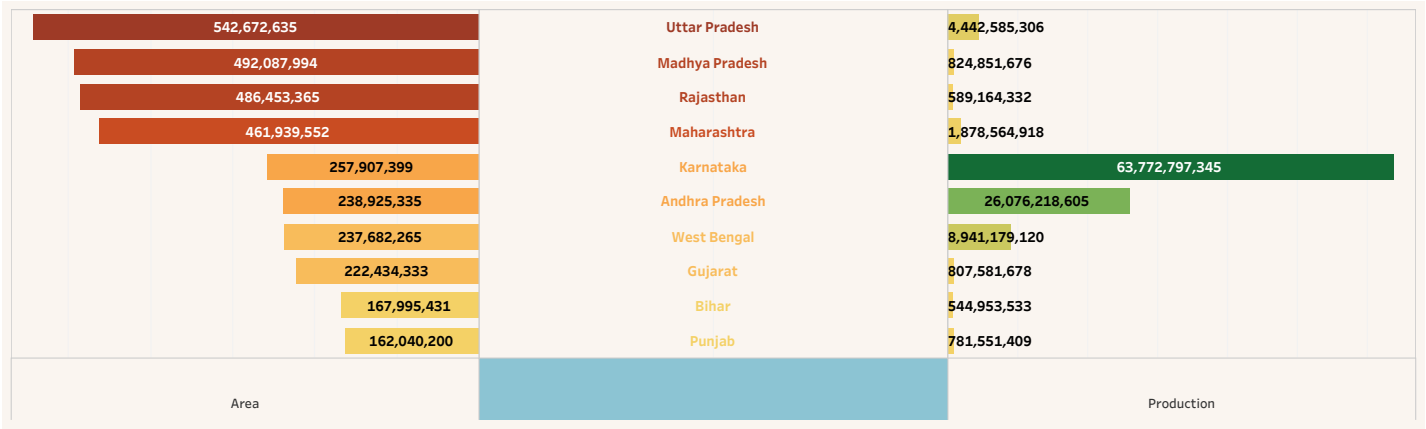 542,672,635 Uttar Pradesh 4,442,585,306
492,087,994 Madhya Pradesh 824,851,676
486,453,365 Rajasthan 589,164,332
461,939,552 Maharashtra 1,878,564,918
257,907,399 Karnataka 63,772,797,345
238,925,335 Andhra Pradesh 26,076,218,605
237,682,265 West Bengal 8,941,179,120
222,434,333 Gujarat 807,581,678
167,995,431 Bihar 544,953,533
162,040,200 Punjab 781,551,409
Area Production